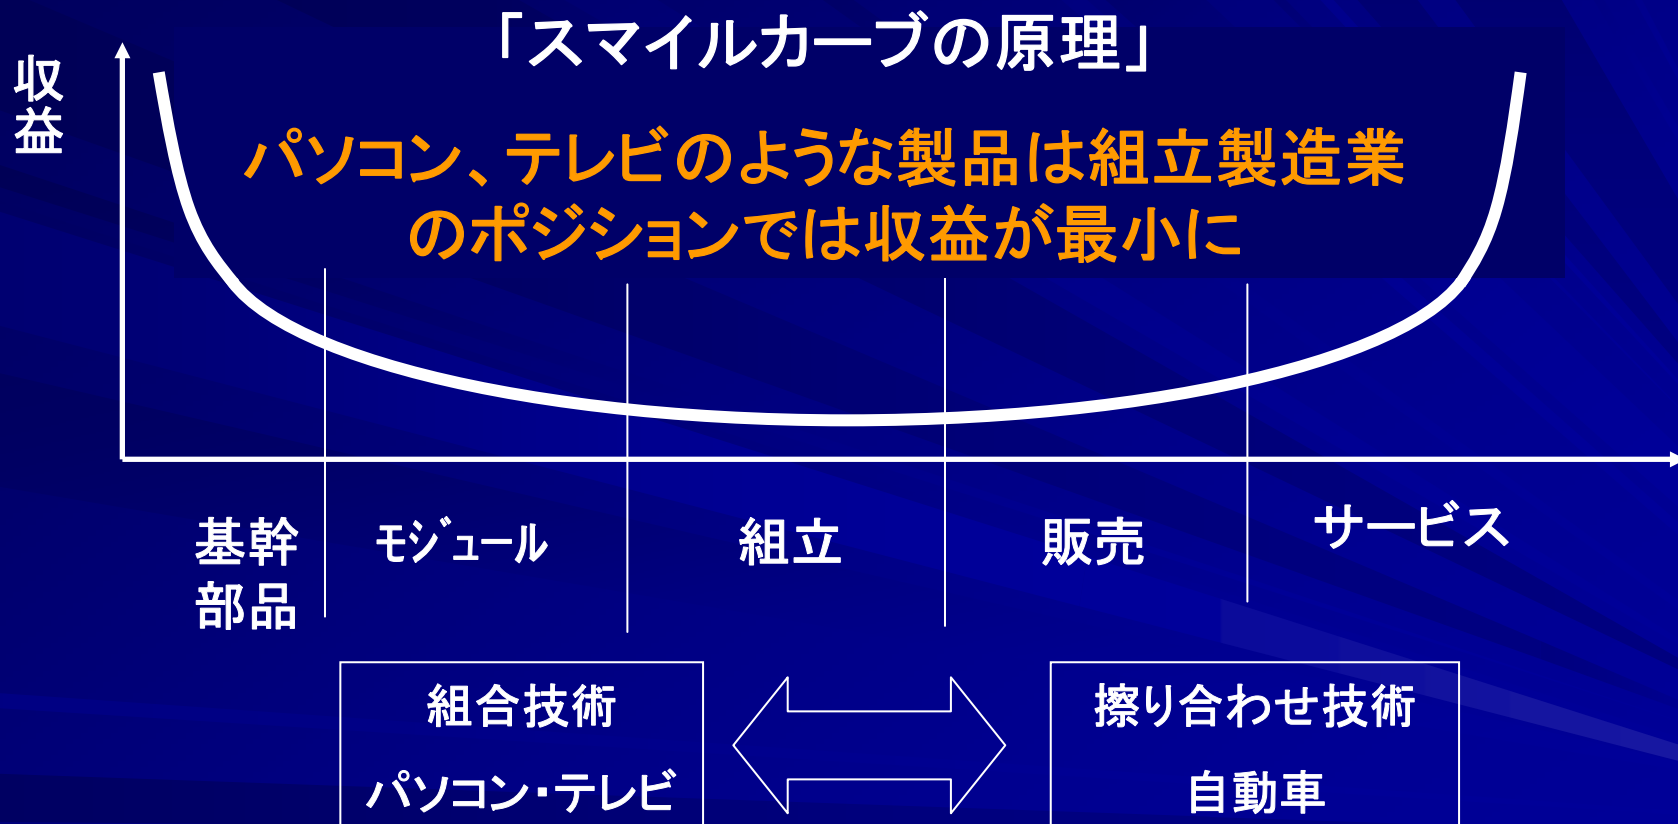 「スマイルカーブの原理」
収益
パソコン、テレビのような製品は組立製造業
のポジションでは収益が最小に
基幹
部品
ﾓｼﾞｭｰﾙ
組立
販売
サービス
組合技術
パソコン・テレビ
擦り合わせ技術
自動車